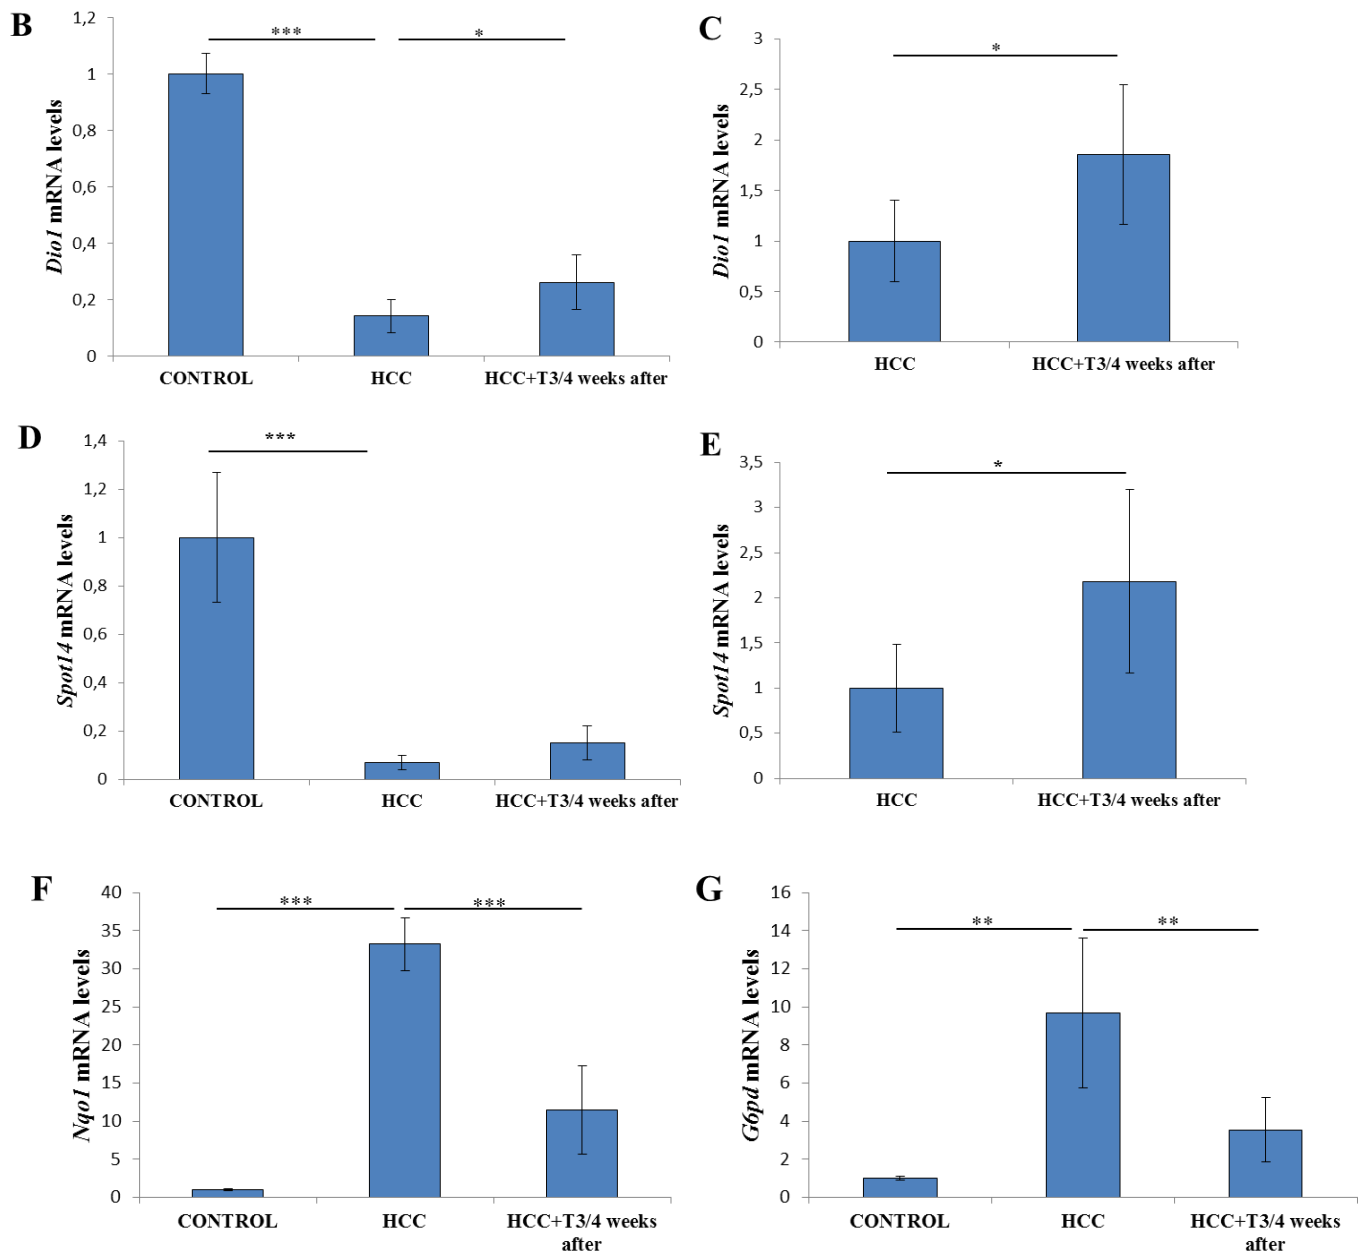 B
1,2
1
0,8
0,6
0,4
0,2
0
Dio1 mRNA levels
***
*
CONTROL
HCC
HCC+T3/4 weeks after
C
3
2,5
2
1,5
1
0,5
0
Dio1 mRNA levels
*
HCC
HCC+T3/4 weeks after
D
1,4
1,2
1
0,8
0,6
0,4
0,2
0
Spot14 mRNA levels
***
CONTROL
HCC
HCC+T3/4 weeks after
E
3,5
3
2,5
2
1,5
1
0,5
0
Spot14 mRNA levels
*
HCC
HCC+T3/4 weeks after
F
40
35
30
25
20
15
10
5
0
Nqo1 mRNA levels
***
***
CONTROL
HCC
HCC+T3/4 weeks
after
G
16
14
12
10
8
6
4
2
0
G6pd mRNA levels
**
**
CONTROL
HCC
HCC+T3/4 weeks
after